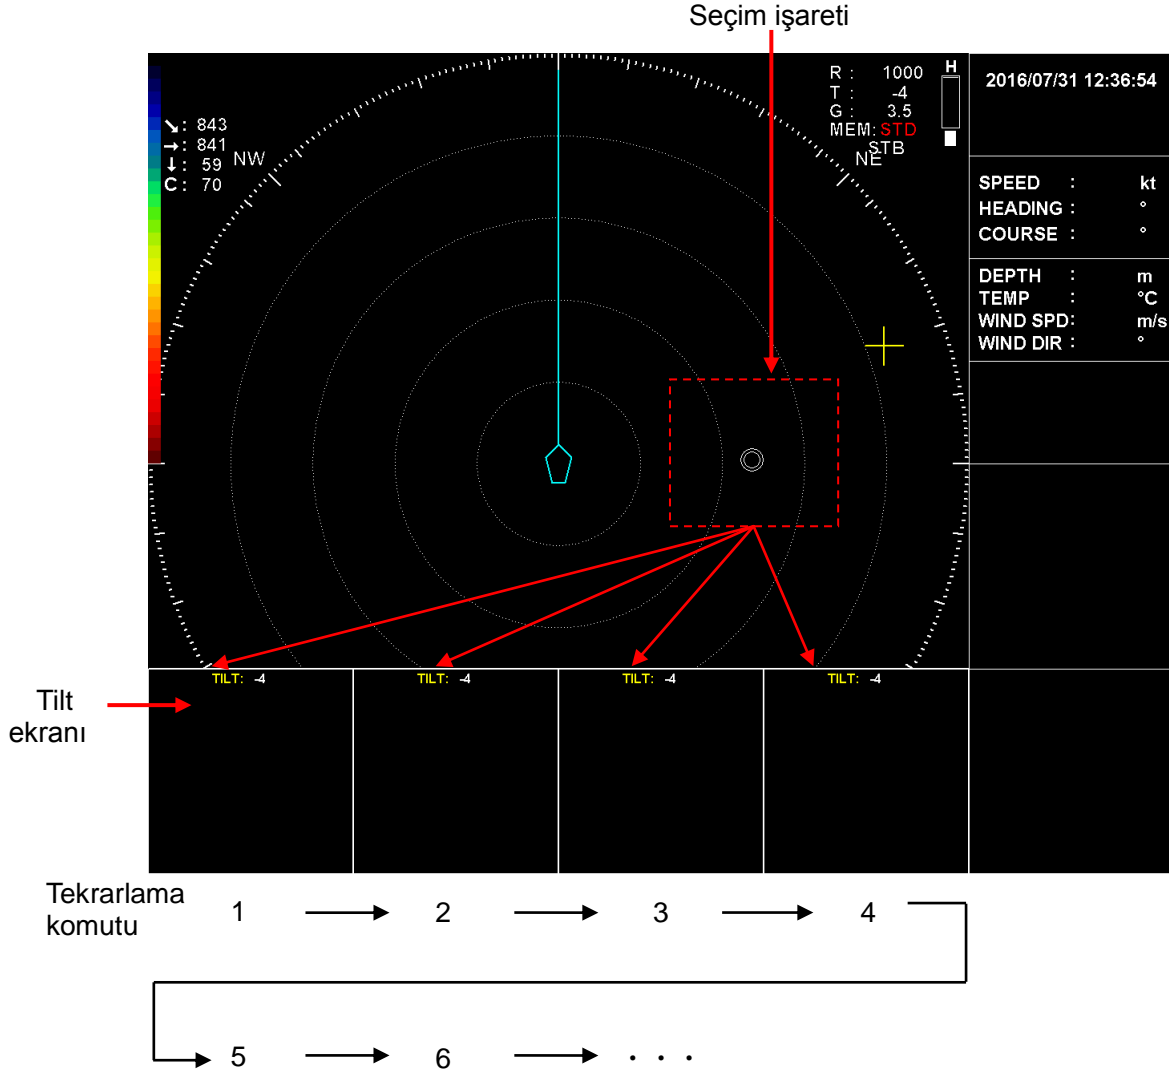 Seçim işareti
R : 1000
T : -4
G : 3.5
MEM: STD
STB
H
2016/07/31 12:36:54
↘: 843
→: 841
↓: 59
C: 70
NW
NE
SPEED : kt
HEADING : °
COURSE : °
DEPTH : m
TEMP : °C
WIND SPD: m/s
WIND DIR : °
TILT: -4
TILT: -4
TILT: -4
TILT: -4
Tilt
ekranı
Tekrarlama
komutu
1 2 3 4
5 6 . . .